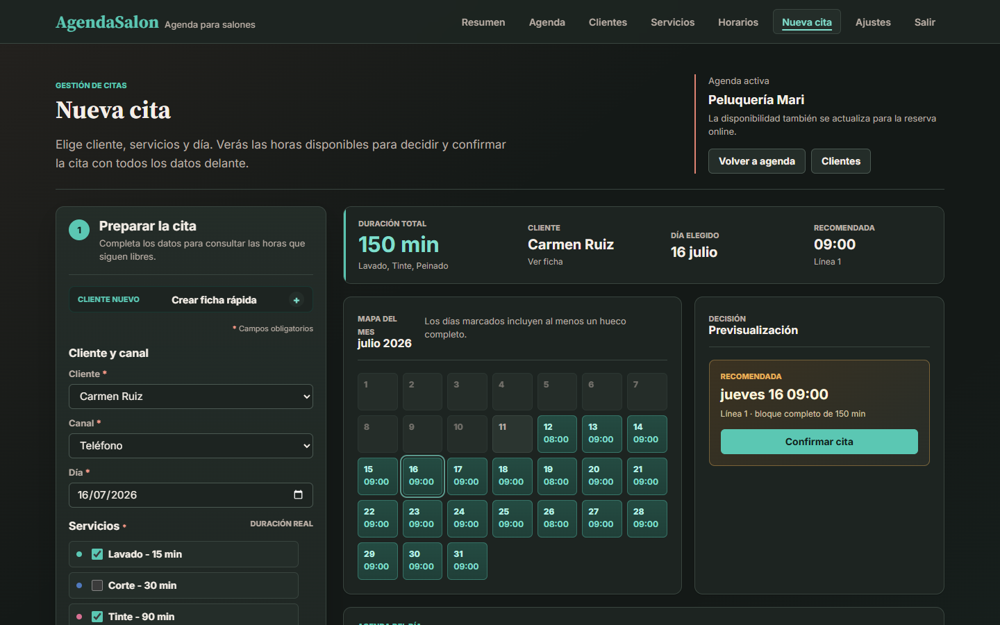 AgendaSalon Agenda para salones
Resumen Agenda Clientes Servicios Horarios Nueva cita Ajustes Salir
GESTIÓN DE CITAS
Nueva cita
Elige cliente, servicios y día. Verás las horas disponibles para decidir y confirmar
la cita con todos los datos delante.
Agenda activa
Peluquería Mari
La disponibilidad también se actualiza para la reserva
online.
Volver a agenda Clientes
1 Preparar la cita
Completa los datos para consultar las horas que
siguen libres.
CLIENTE NUEVO Crear ficha rápida +
* Campos obligatorios
Cliente y canal
Cliente *
Carmen Ruiz
Canal *
Teléfono
Día *
16/07/2026
Servicios * DURACIÓN REAL
Lavado - 15 min
Corte - 30 min
Tinte - 90 min
DURACIÓN TOTAL
150 min
Lavado, Tinte, Peinado
CLIENTE
Carmen Ruiz
Ver ficha
DÍA ELEGIDO
16 julio
RECOMENDADA
09:00
Línea 1
MAPA DEL
MES
julio 2026
Los días marcados incluyen al menos un hueco
completo.
1 2 3 4 5 6 7
8 9 10 11 12 13 14
08:00 09:00 09:00
15 16 17 18 19 20 21
09:00 09:00 09:00 09:00 08:00 09:00 09:00
22 23 24 25 26 27 28
09:00 09:00 09:00 09:00 08:00 09:00 09:00
29 30 31
09:00 09:00 09:00
DECISIÓN
Previsualización
RECOMENDADA
jueves 16 09:00
Línea 1 · bloque completo de 150 min
Confirmar cita
AGENDA DEL DÍA